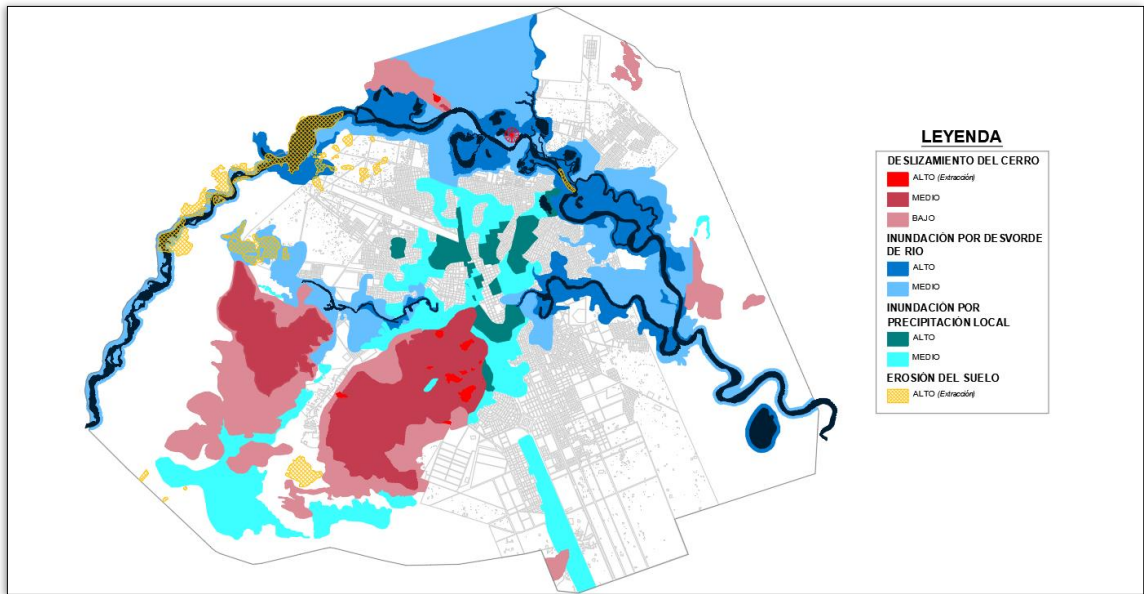 LEYENDA
DESLIZAMIENTO DEL CERRO
ALTO (Extracción)
MEDIO
BAJO
INUNDACIÓN POR DESVORDE
DE RIO
ALTO
MEDIO
INUNDACIÓN POR
PRECIPITACIÓN LOCAL
ALTO
MEDIO
EROSIÓN DEL SUELO
ALTO (Extracción)